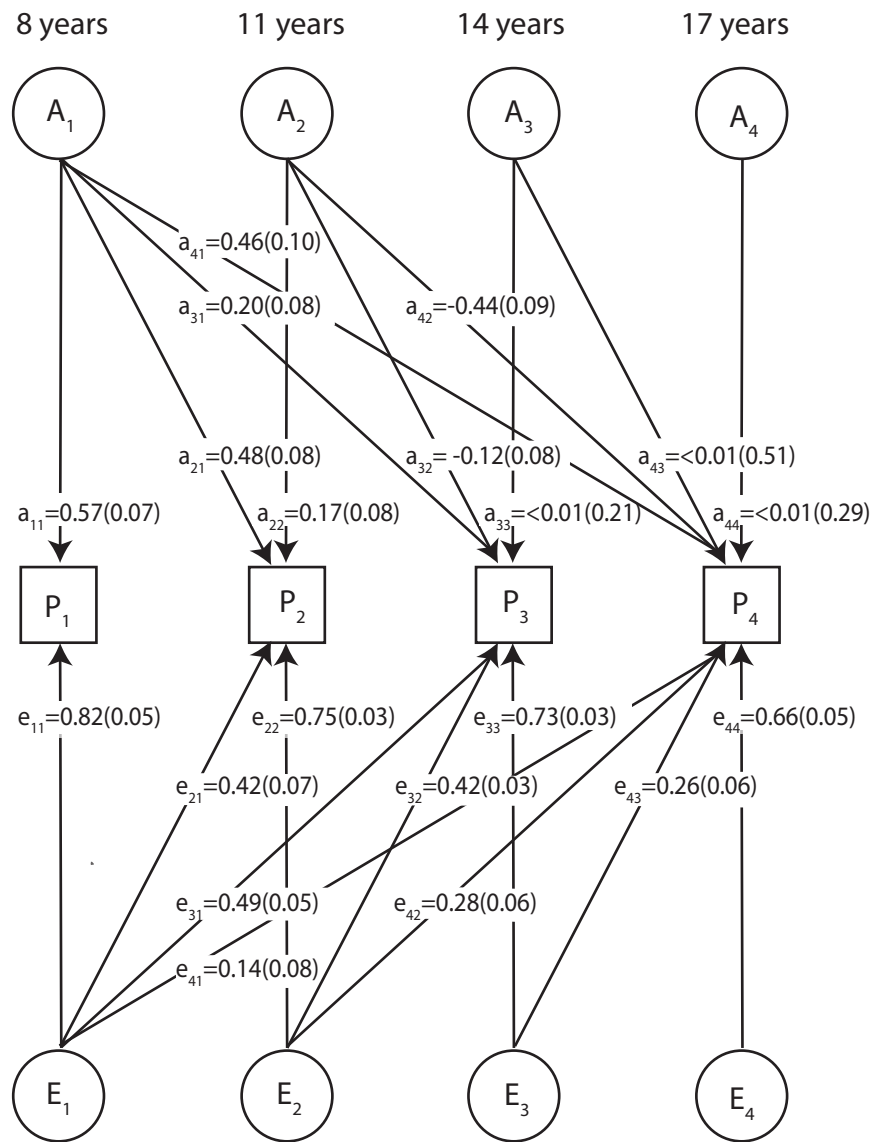 8 years 11 years 14 years 17 years
A₁ A₂ A₃ A₄
a₄₁=0.46(0.10)
a₃₁=0.20(0.08) a₄₂=-0.44(0.09)
a₂₁=0.48(0.08) a₃₂= -0.12(0.08) a₄₃=<0.01(0.51)
a₁₁=0.57(0.07) a₂₂=0.17(0.08) a₃₃=<0.01(0.21) a₄₄=<0.01(0.29)
P₁ P₂ P₃ P₄
e₁₁=0.82(0.05) e₂₂=0.75(0.03) e₃₃=0.73(0.03) e₄₄=0.66(0.05)
e₂₁=0.42(0.07) e₃₂=0.42(0.03) e₄₃=0.26(0.06)
e₃₁=0.49(0.05) e₄₂=0.28(0.06)
e₄₁=0.14(0.08)
E₁ E₂ E₃ E₄